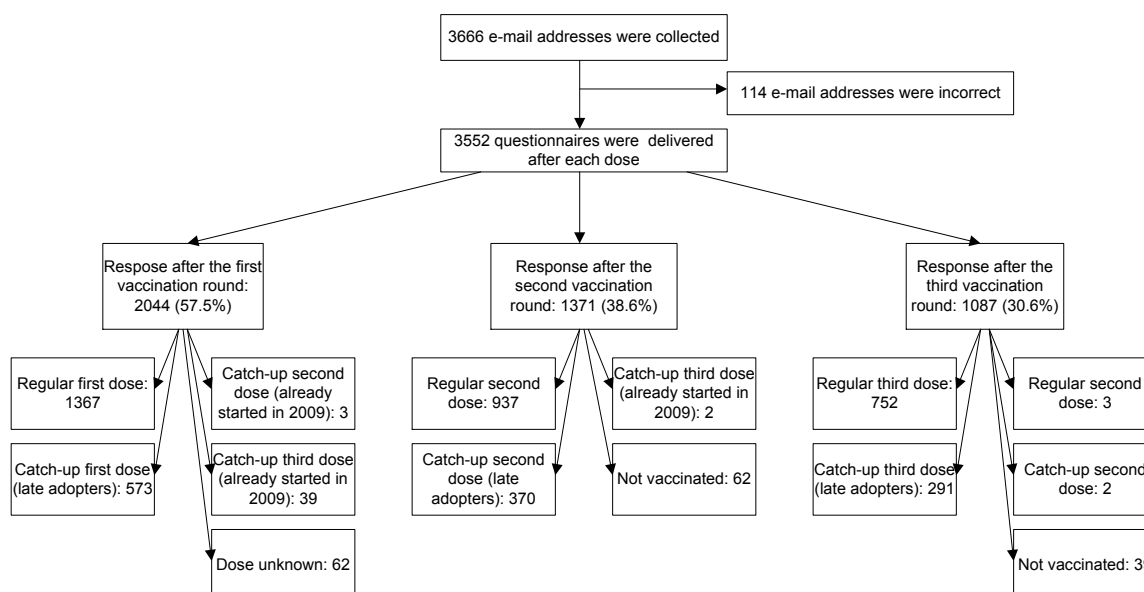 3666 e-mail addresses were collected
114 e-mail addresses were incorrect
3552 questionnaires were delivered
after each dose
Respose after the first
vaccination round:
2044 (57.5%)
Response after the
second vaccination
round: 1371 (38.6%)
Response after the
third vaccination
round: 1087 (30.6%)
Regular first dose:
1367
Catch-up second
dose (already
started in 2009): 3
Catch-up first dose
(late adopters): 573
Catch-up third dose
(already started in
2009): 39
Dose unknown: 62
Regular second
dose: 937
Catch-up third dose
(already started in
2009): 2
Catch-up second
dose (late
adopters): 370
Not vaccinated: 62
Regular third dose:
752
Regular second
dose: 3
Catch-up third dose
(late adopters): 291
Catch-up second
dose: 2
Not vaccinated: